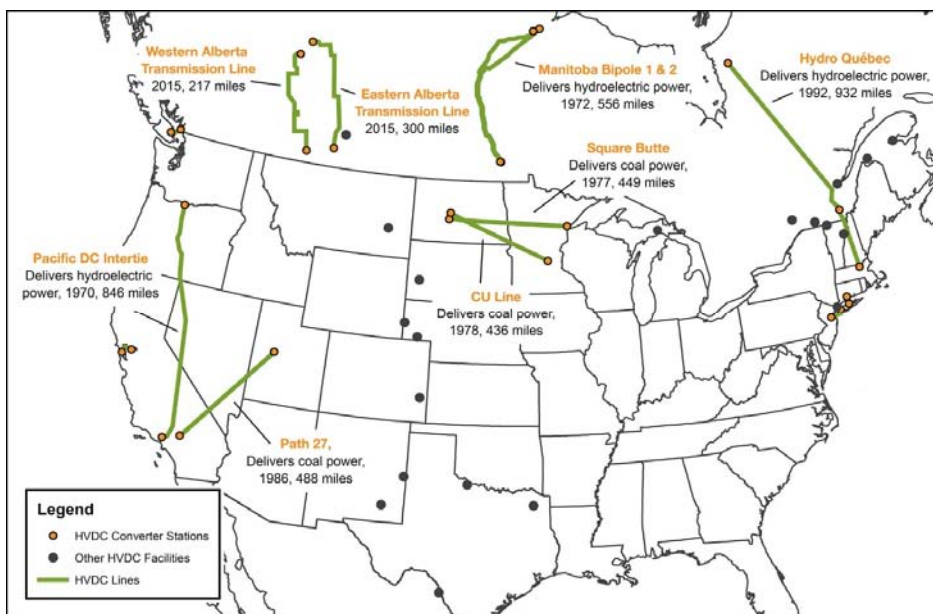 Western Alberta
Transmission Line
2015, 217 miles
Eastern Alberta
Transmission Line
2015, 300 miles
Manitoba Bipole 1 & 2
Delivers hydroelectric power,
1972, 556 miles
Hydro Québec
Delivers hydroelectric power,
1992, 932 miles
Square Butte
Delivers coal power,
1977, 449 miles
Pacific DC Intertie
Delivers hydroelectric
power, 1970, 846 miles
CU Line
Delivers coal power,
1978, 436 miles
Path 27,
Delivers coal power,
1986, 488 miles
Legend
HVDC Converter Stations
Other HVDC Facilities
HVDC Lines